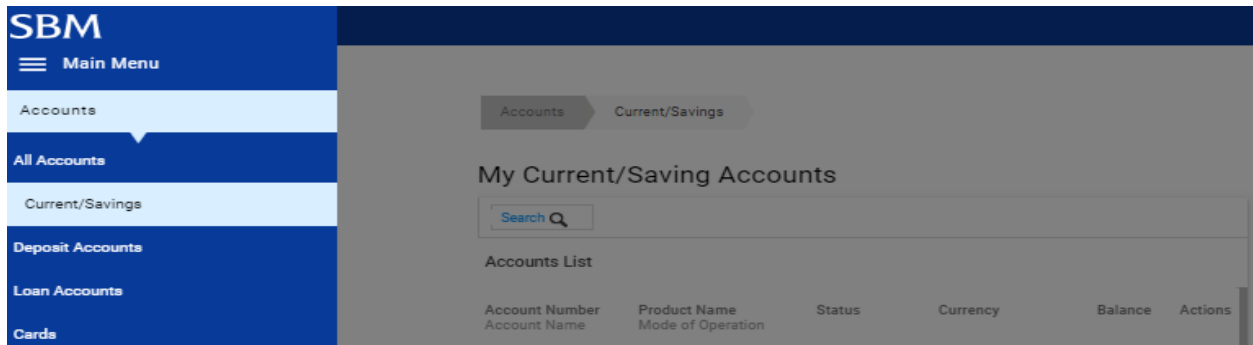 SBM
Main Menu
Accounts
All Accounts
Current/Savings
Deposit Accounts
Loan Accounts
Cards
Accounts Current/Savings
My Current/Saving Accounts
Search
Accounts List
Account Number Product Name Status Currency Balance Actions
Account Name Mode of Operation